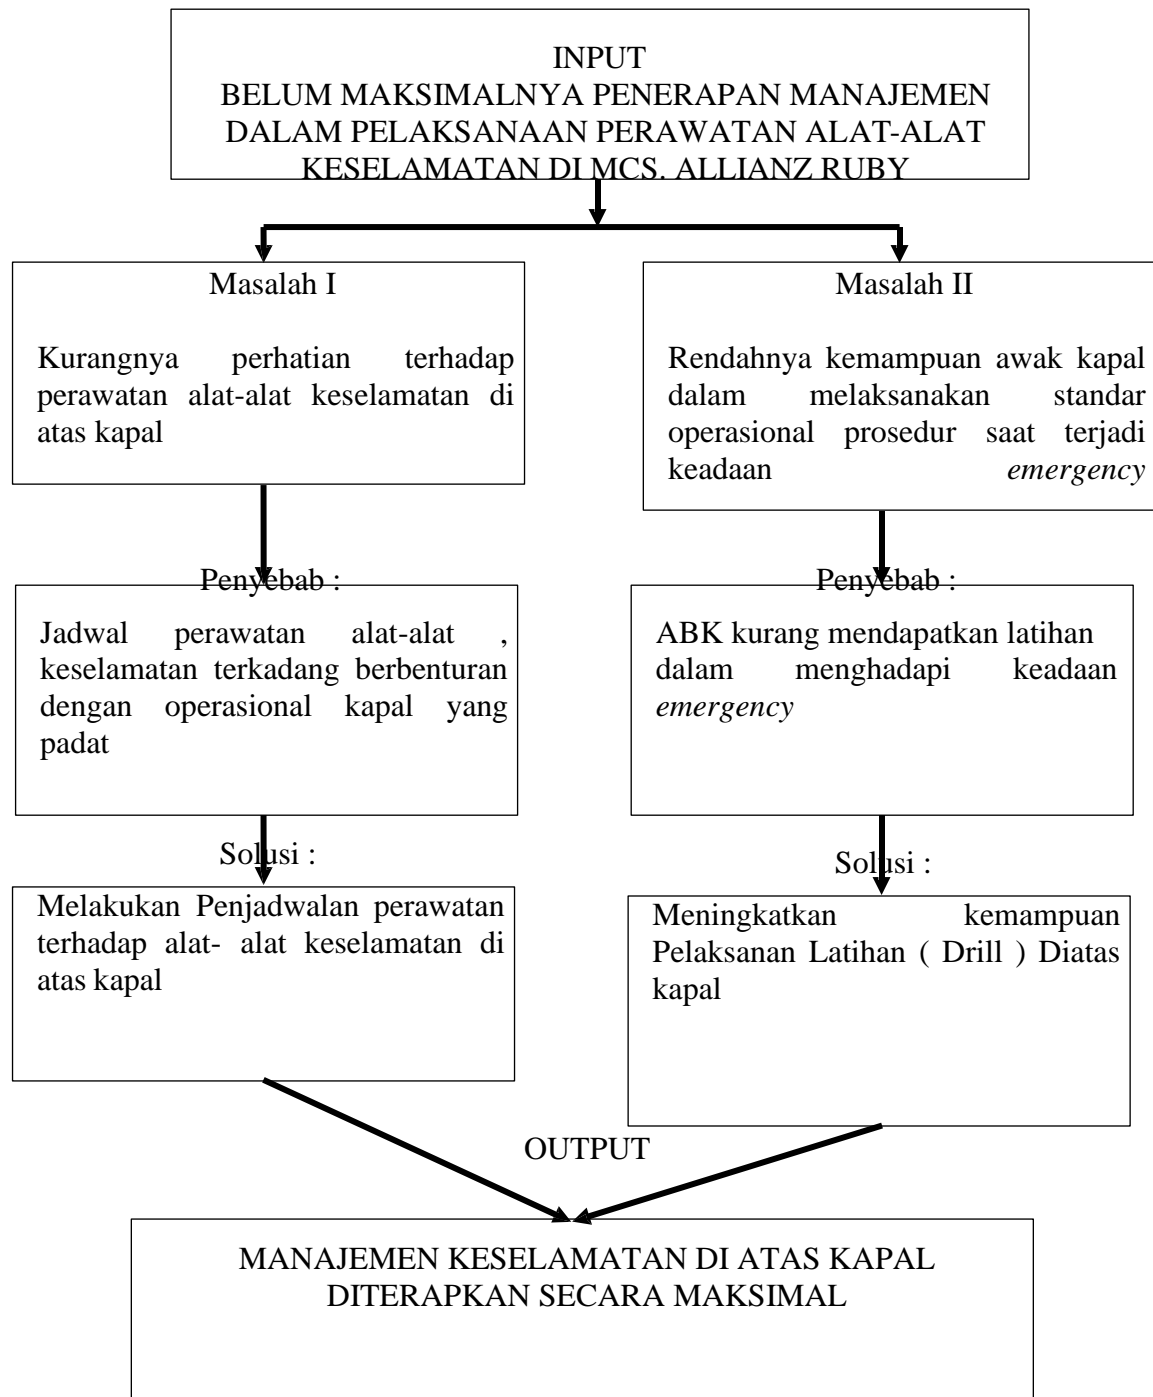 INPUT
BELUM MAKSIMALNYA PENERAPAN MANAJEMEN
DALAM PELAKSANAAN PERAWATAN ALAT-ALAT
KESELAMATAN DI MCS. ALLIANZ RUBY
Masalah I
Kurangnya perhatian terhadap
perawatan alat-alat keselamatan di
atas kapal
Masalah II
Rendahnya kemampuan awak kapal
dalam melaksanakan standar
operasional prosedur saat terjadi
keadaan emergency
Penyebab :
Jadwal perawatan alat-alat ,
keselamatan terkadang berbenturan
dengan operasional kapal yang
padat
Penyebab :
ABK kurang mendapatkan latihan
dalam menghadapi keadaan
emergency
Solusi :
Melakukan Penjadwalan perawatan
terhadap alat- alat keselamatan di
atas kapal
Solusi :
Meningkatkan kemampuan
Pelaksanan Latihan ( Drill ) Diatas
kapal
OUTPUT
MANAJEMEN KESELAMATAN DI ATAS KAPAL
DITERAPKAN SECARA MAKSIMAL